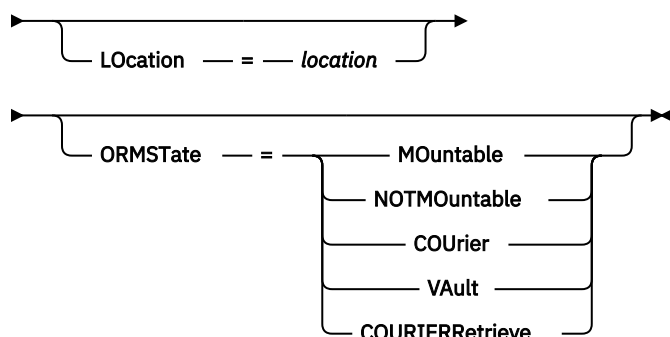 LOcation = location
ORMSTate = MOuntable
NOTMOuntable
COUrier
VAult
COURIERRetrieve